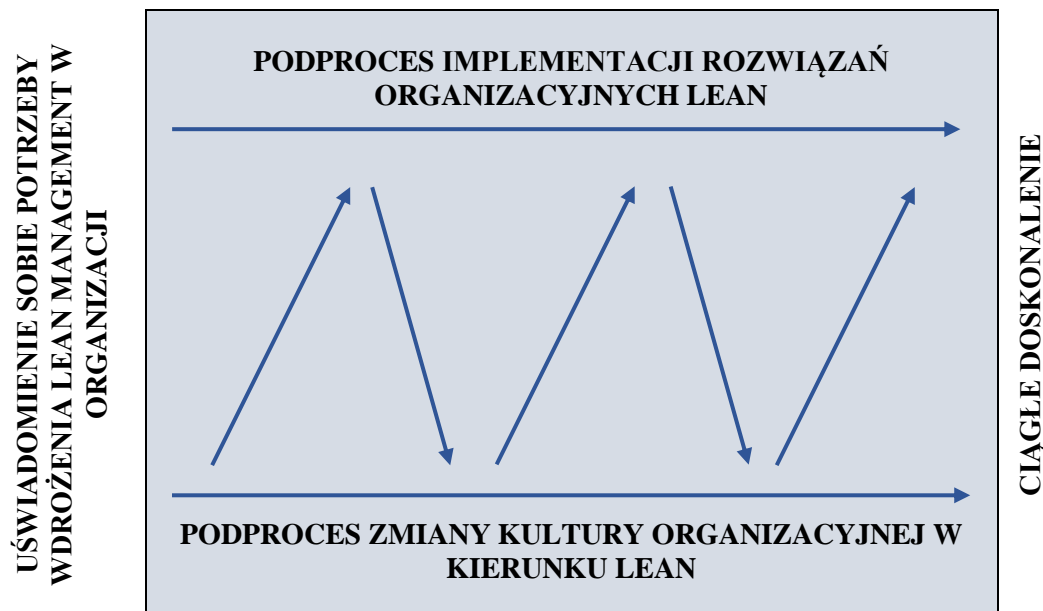 UŚWIADOMIENIE SOBIE POTRZEBY
WDROŻENIA LEAN MANAGEMENT W
ORGANIZACJI
PODPROCES IMPLEMENTACJI ROZWIĄZAŃ
ORGANIZACYJNYCH LEAN
PODPROCES ZMIANY KULTURY ORGANIZACYJNEJ W
KIERUNKU LEAN
CIĄGŁE DOSKONALENIE